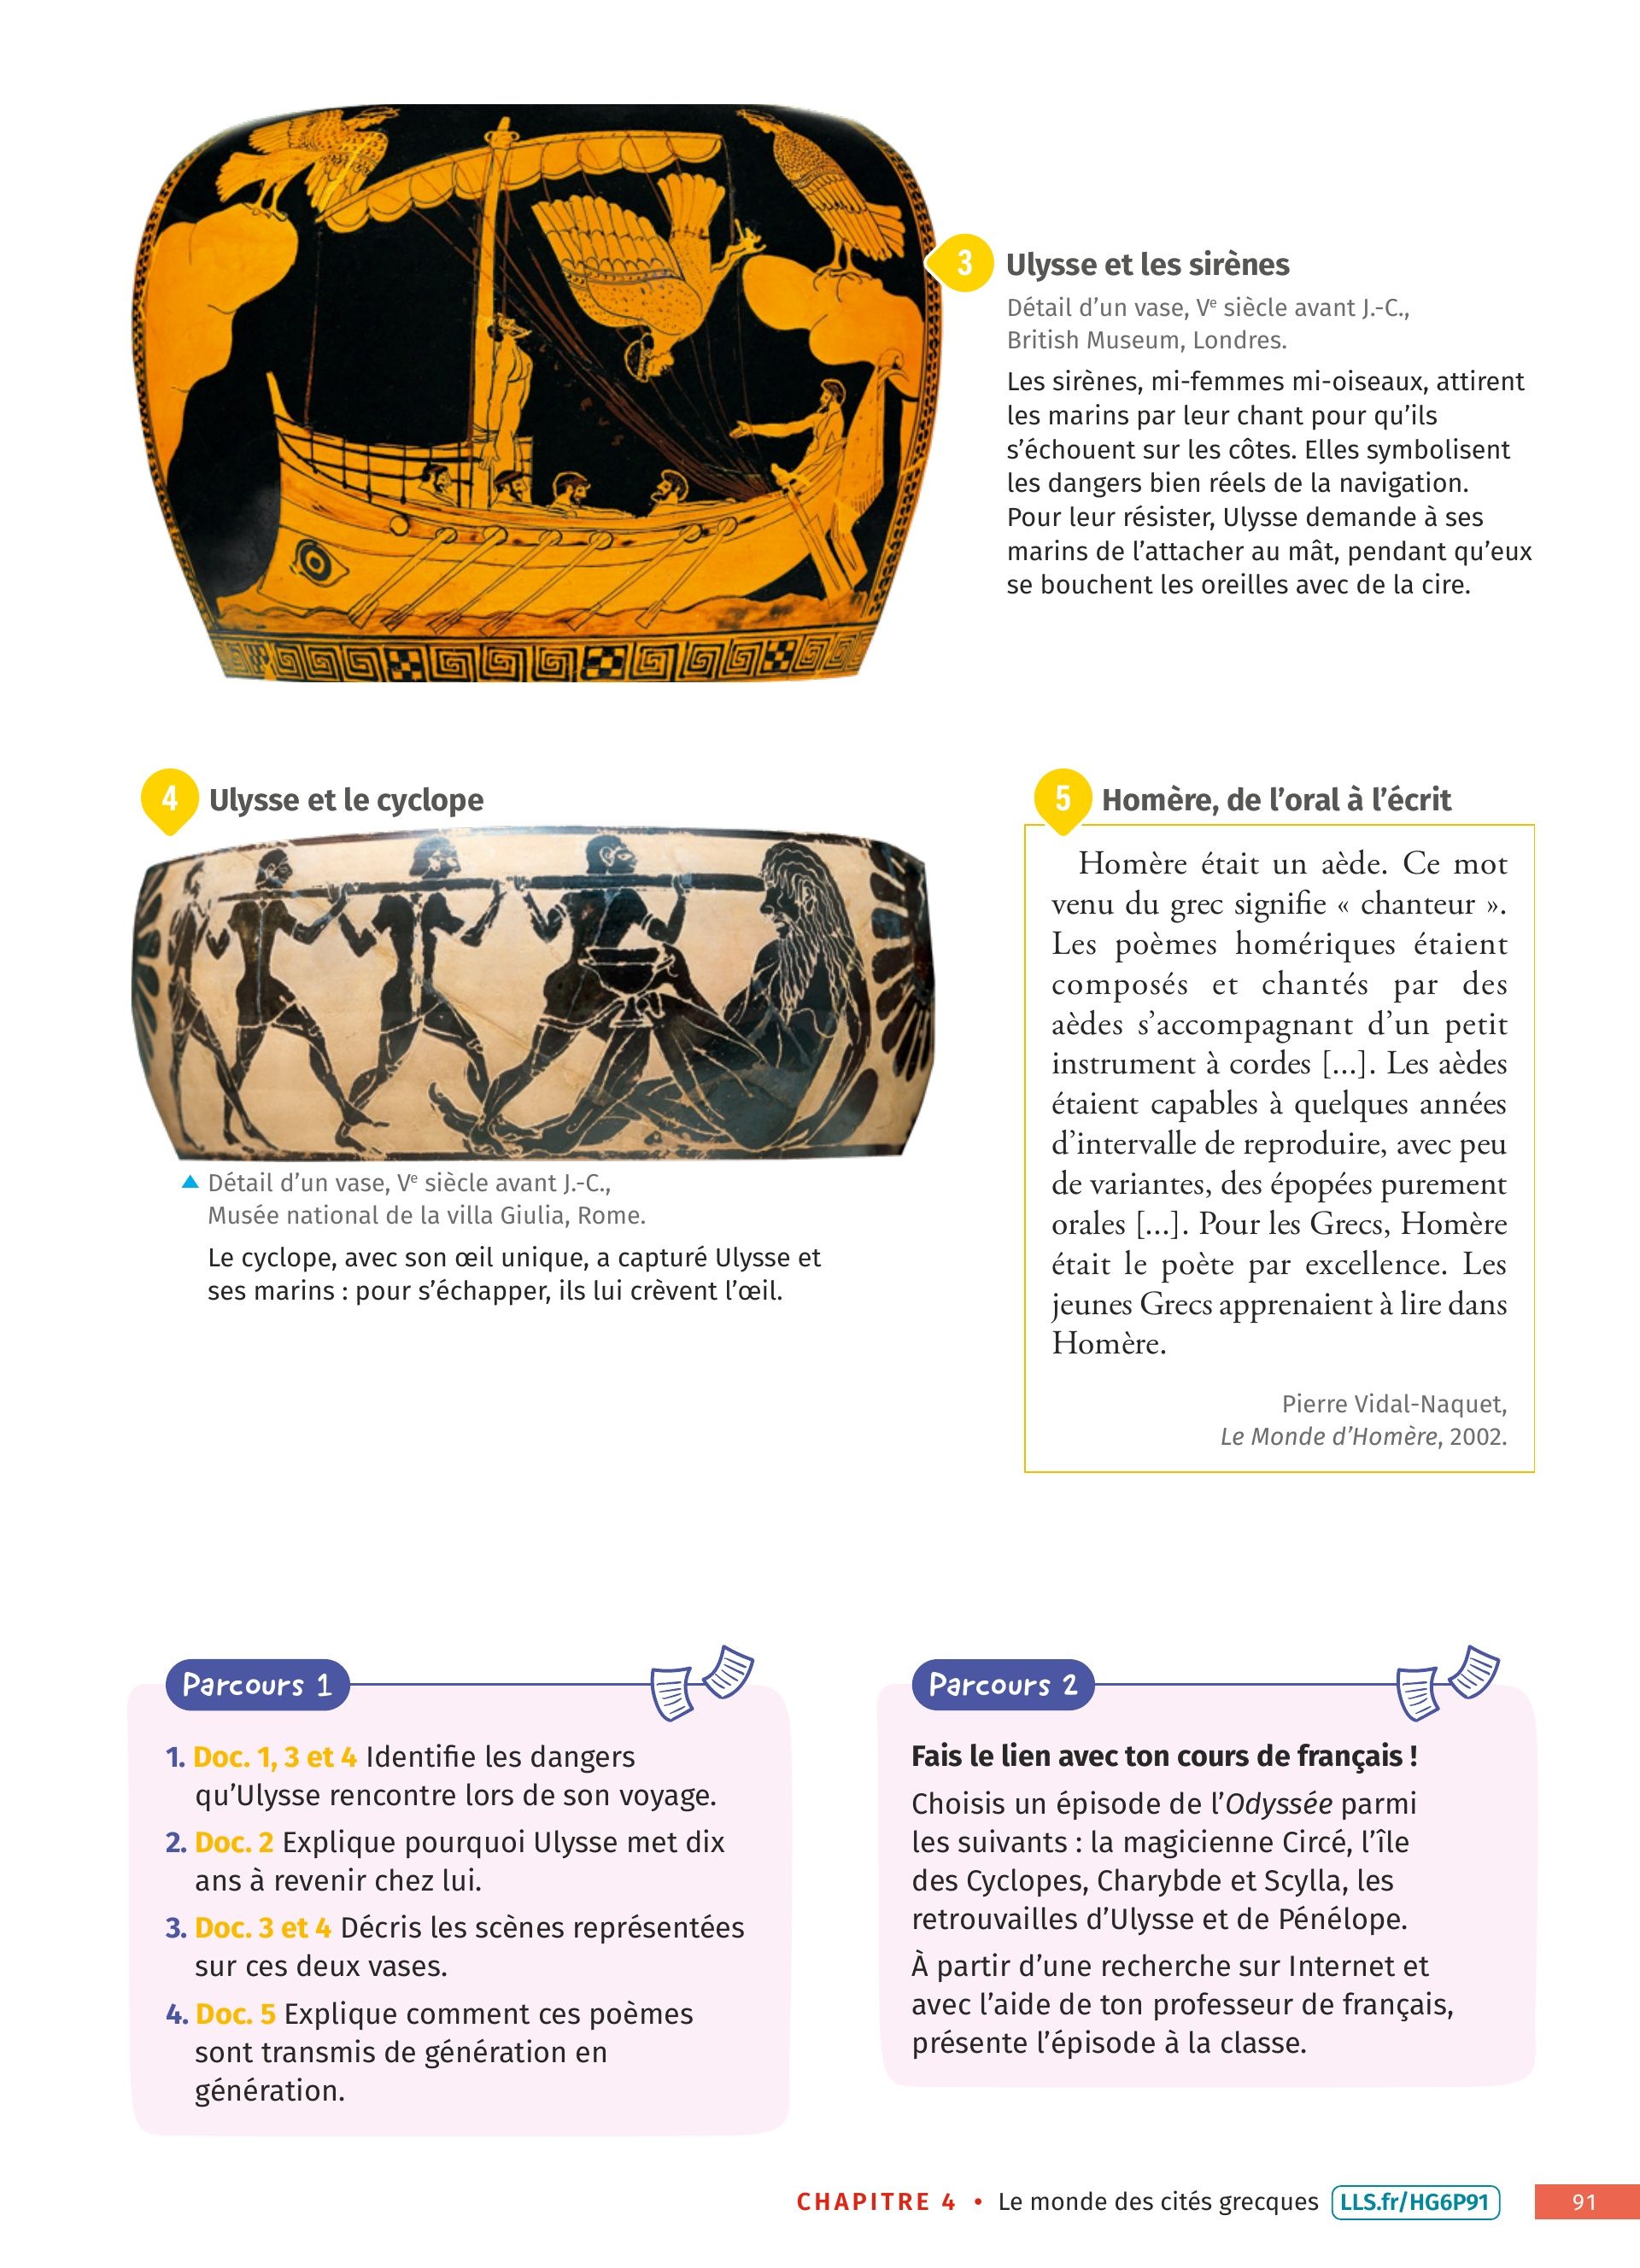 3
Ulysse et les sirènes
Détail d’un vase, Vᵉ siècle avant J.-C.,
British Museum, Londres.
Les sirènes, mi-femmes mi-oiseaux, attirent
les marins par leur chant pour qu’ils
s’échouent sur les côtes. Elles symbolisent
les dangers bien réels de la navigation.
Pour leur résister, Ulysse demande à ses
marins de l’attacher au mât, pendant qu’eux
se bouchent les oreilles avec de la cire.
4
Ulysse et le cyclope
Détail d’un vase, Vᵉ siècle avant J.-C.,
Musée national de la villa Giulia, Rome.
Le cyclope, avec son œil unique, a capturé Ulysse et
ses marins : pour s’échapper, ils lui crèvent l’œil.
5
Homère, de l’oral à l’écrit
Homère était un aède. Ce mot
venu du grec signifie « chanteur ».
Les poèmes homériques étaient
composés et chantés par des
aèdes s’accompagnant d’un petit
instrument à cordes [...]. Les aèdes
étaient capables à quelques années
d’intervalle de reproduire, avec peu
de variantes, des épopées purement
orales [...]. Pour les Grecs, Homère
était le poète par excellence. Les
jeunes Grecs apprenaient à lire dans
Homère.
Pierre Vidal-Naquet,
Le Monde d’Homère, 2002.
Parcours 1
1. Doc. 1, 3 et 4 Identifie les dangers
qu’Ulysse rencontre lors de son voyage.
2. Doc. 2 Explique pourquoi Ulysse met dix
ans à revenir chez lui.
3. Doc. 3 et 4 Décris les scènes représentées
sur ces deux vases.
4. Doc. 5 Explique comment ces poèmes
sont transmis de génération en
génération.
Parcours 2
Fais le lien avec ton cours de français !
Choisis un épisode de l’Odyssée parmi
les suivants : la magicienne Circé, l’île
des Cyclopes, Charybde et Scylla, les
retrouvailles d’Ulysse et de Pénélope.
À partir d’une recherche sur Internet et
avec l’aide de ton professeur de français,
présente l’épisode à la classe.
CHAPITRE 4 • Le monde des cités grecques LLS.fr/HG6P91 91